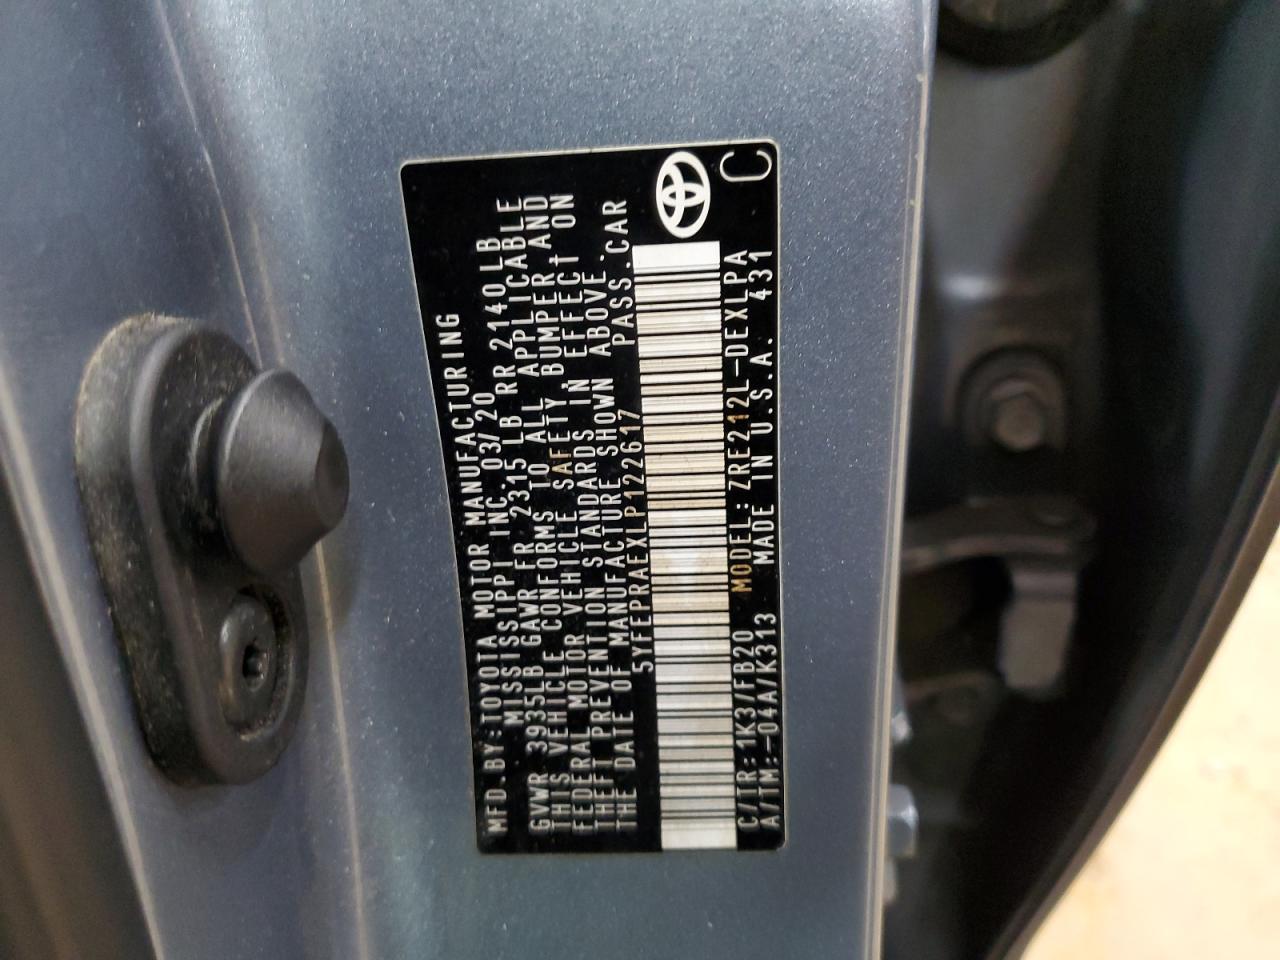 MFD. BY: TOYOTA MOTOR MANUFACTURING
MISSISSIPPI INC. 03/20
GVWR 3935LB GAWR FR 2315LB RR 2140LB
THIS VEHICLE CONFORMS TO ALL APPLICABLE
FEDERAL MOTOR VEHICLE SAFETY, BUMPER, AND
THEFT PREVENTION STANDARDS IN EFFECT ON
THE DATE OF MANUFACTURE SHOWN ABOVE.
5YFEPRAEXLP122617 PASS. CAR
C/TR: 1K3/FB20 MODEL: ZRE212L-DEXLPA
A/TM: -04A/K313 MADE IN U.S.A. 431
C